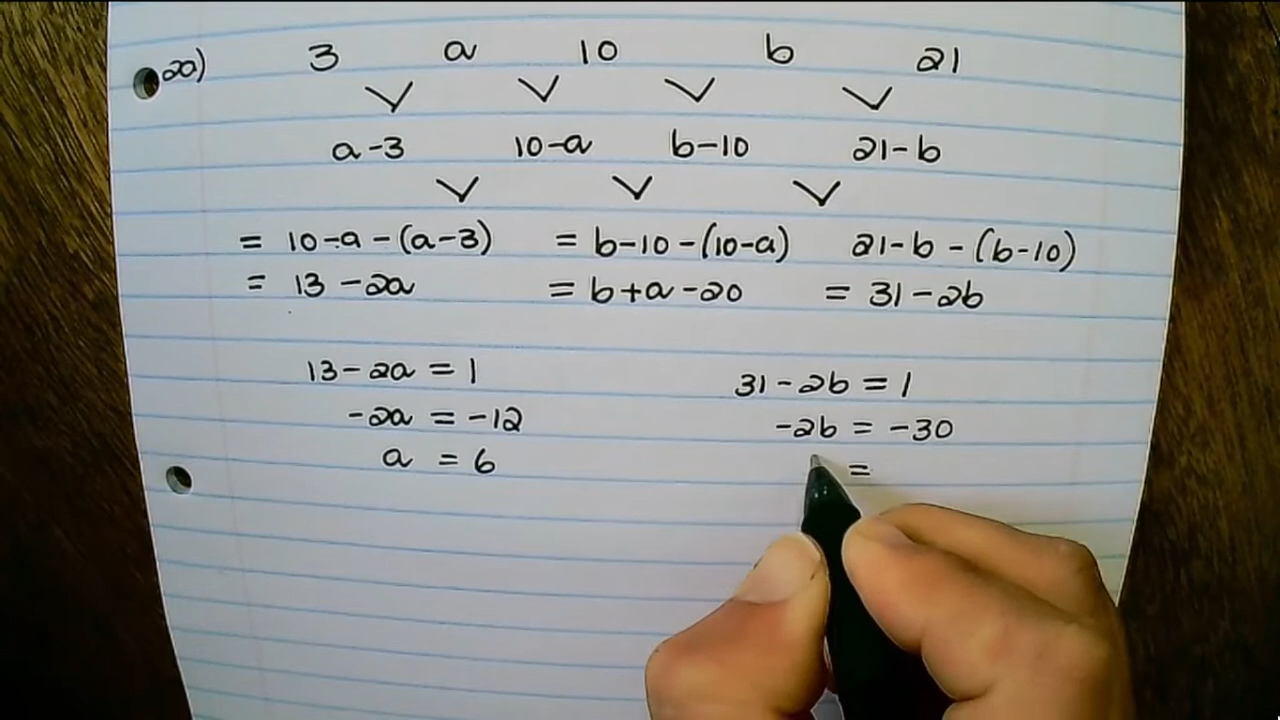 20) 3 a 10 b 21
a-3 10-a b-10 21-b
= 10-a-(a-3) = b-10-(10-a) 21-b-(b-10)
= 13-2a = b+a-20 = 31-2b
13-2a = 1 31-2b = 1
-2a = -12 -2b = -30
a = 6 =